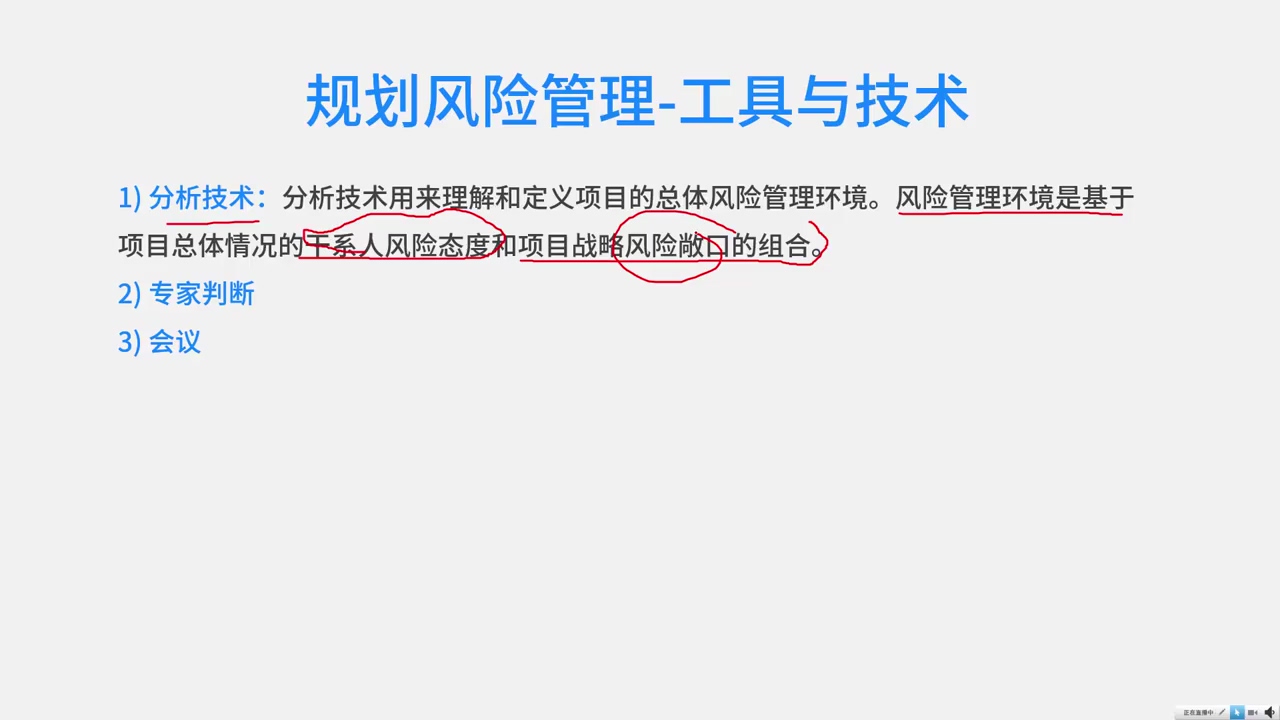 规划风险管理-工具与技术
1) 分析技术：分析技术用来理解和定义项目的总体风险管理环境。风险管理环境是基于
项目总体情况的干系人风险态度和项目战略风险敞口的组合。
2) 专家判断
3) 会议
正在直播中